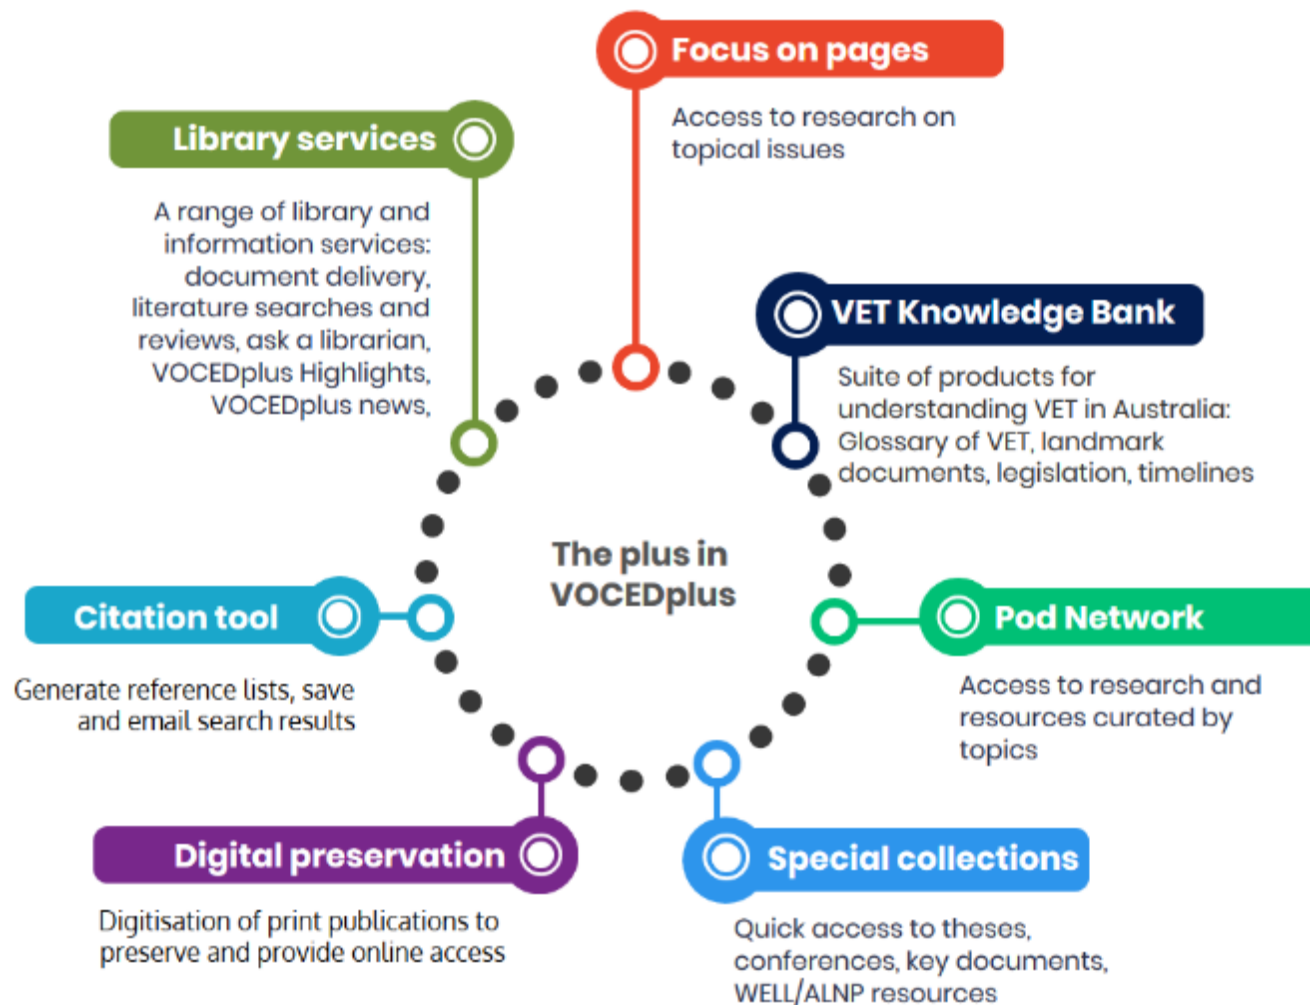 Focus on pages
Access to research on
topical issues
Library services
A range of library and
information services:
document delivery,
literature searches and
reviews, ask a librarian,
VOCEDplus Highlights,
VOCEDplus news,
VET Knowledge Bank
Suite of products for
understanding VET in Australia:
Glossary of VET, landmark
documents, legislation, timelines
The plus in
VOCEDplus
Citation tool
Generate reference lists, save
and email search results
Pod Network
Access to research and
resources curated by
topics
Digital preservation
Digitisation of print publications to
preserve and provide online access
Special collections
Quick access to theses,
conferences, key documents,
WELL/ALNP resources